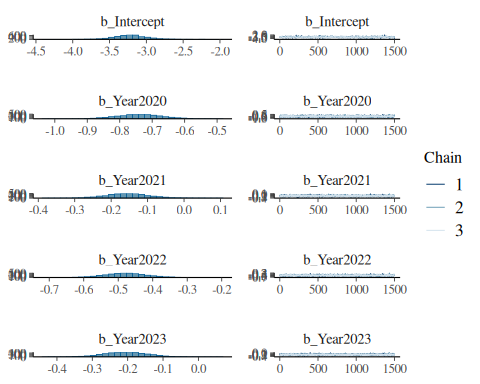 b_Intercept b_Intercept
-4.5 -4.0 -3.5 -3.0 -2.5 -2.0 0 500 1000 1500
b_Year2020 b_Year2020
-1.0 -0.9 -0.8 -0.7 -0.6 -0.5 0 500 1000 1500
b_Year2021 b_Year2021
-0.4 -0.3 -0.2 -0.1 0.0 0.1 0 500 1000 1500
b_Year2022 b_Year2022
-0.7 -0.6 -0.5 -0.4 -0.3 -0.2 0 500 1000 1500
b_Year2023 b_Year2023
-0.4 -0.3 -0.2 -0.1 0.0 0 500 1000 1500
Chain
1
2
3